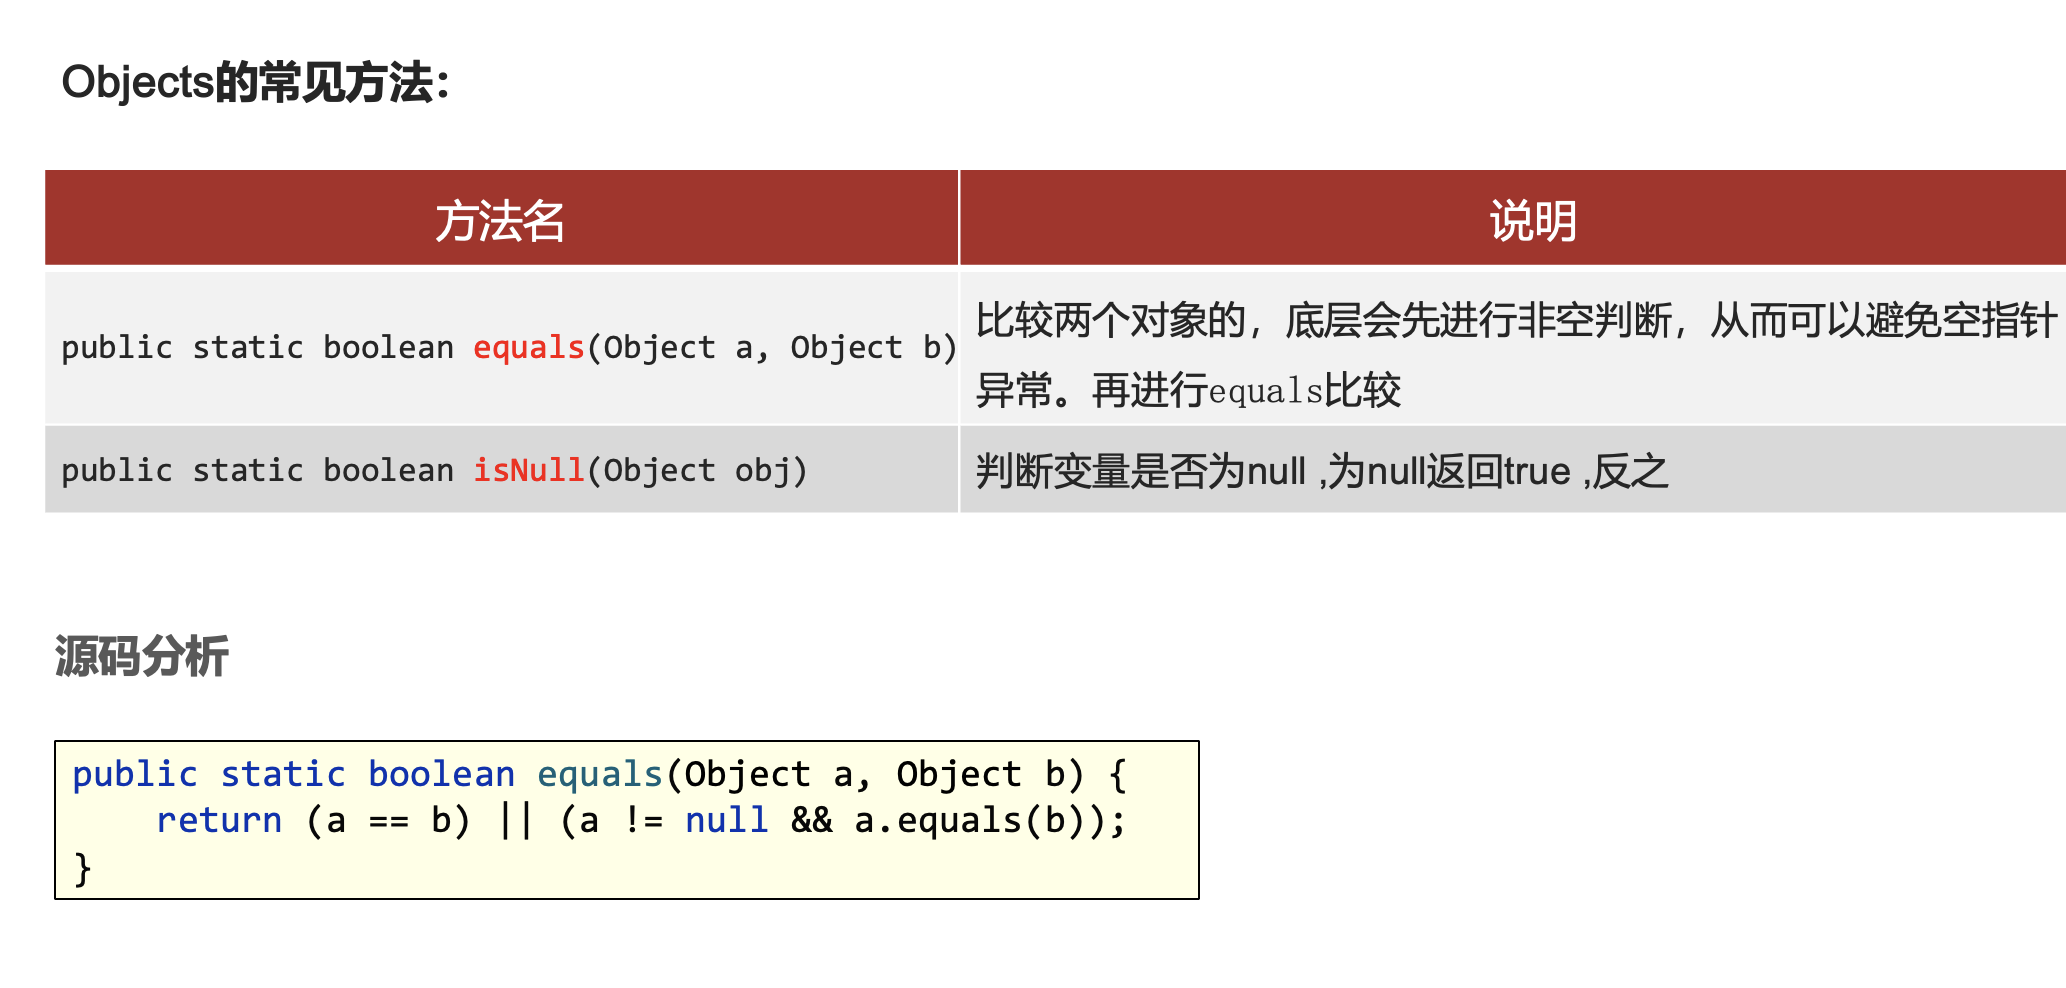 Objects的常见方法：
方法名
说明
public static boolean equals(Object a, Object b)
比较两个对象的，底层会先进行非空判断，从而可以避免空指针
异常。再进行equals比较
public static boolean isNull(Object obj)
判断变量是否为null ,为null返回true ,反之
源码分析
public static boolean equals(Object a, Object b) {
    return (a == b) || (a != null && a.equals(b));
}